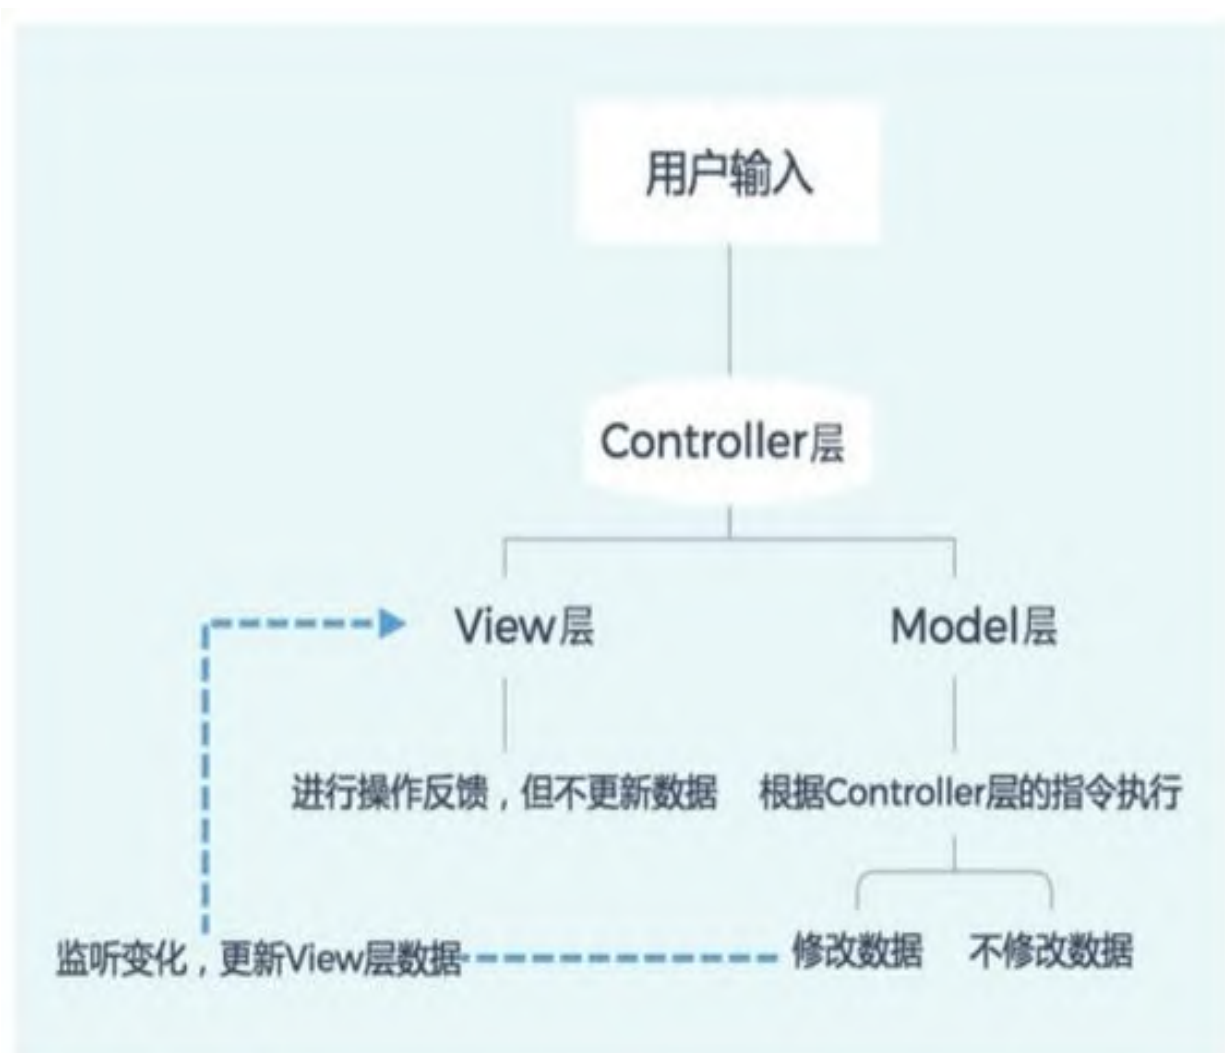 用户输入
Controller层
View层
Model层
进行操作反馈，但不更新数据
根据Controller层的指令执行
监听变化，更新View层数据
修改数据
不修改数据